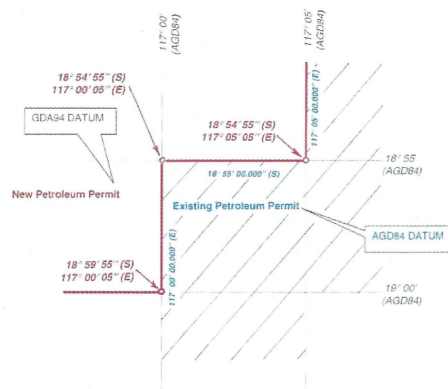 117° 00'
(AGD84)
117° 05'
(AGD84)
18° 54' 55" (S)
117° 00' 05" (E)
GDA94 DATUM
18° 54' 55" (S)
117° 05' 05" (E)
117° 05' 00.000" (E)
18° 55'
(AGD84)
18° 55' 00.000" (S)
New Petroleum Permit
Existing Petroleum Permit
AGD84 DATUM
117° 00' 00.000" (E)
18° 59' 55" (S)
117° 00' 05" (E)
19° 00'
(AGD84)